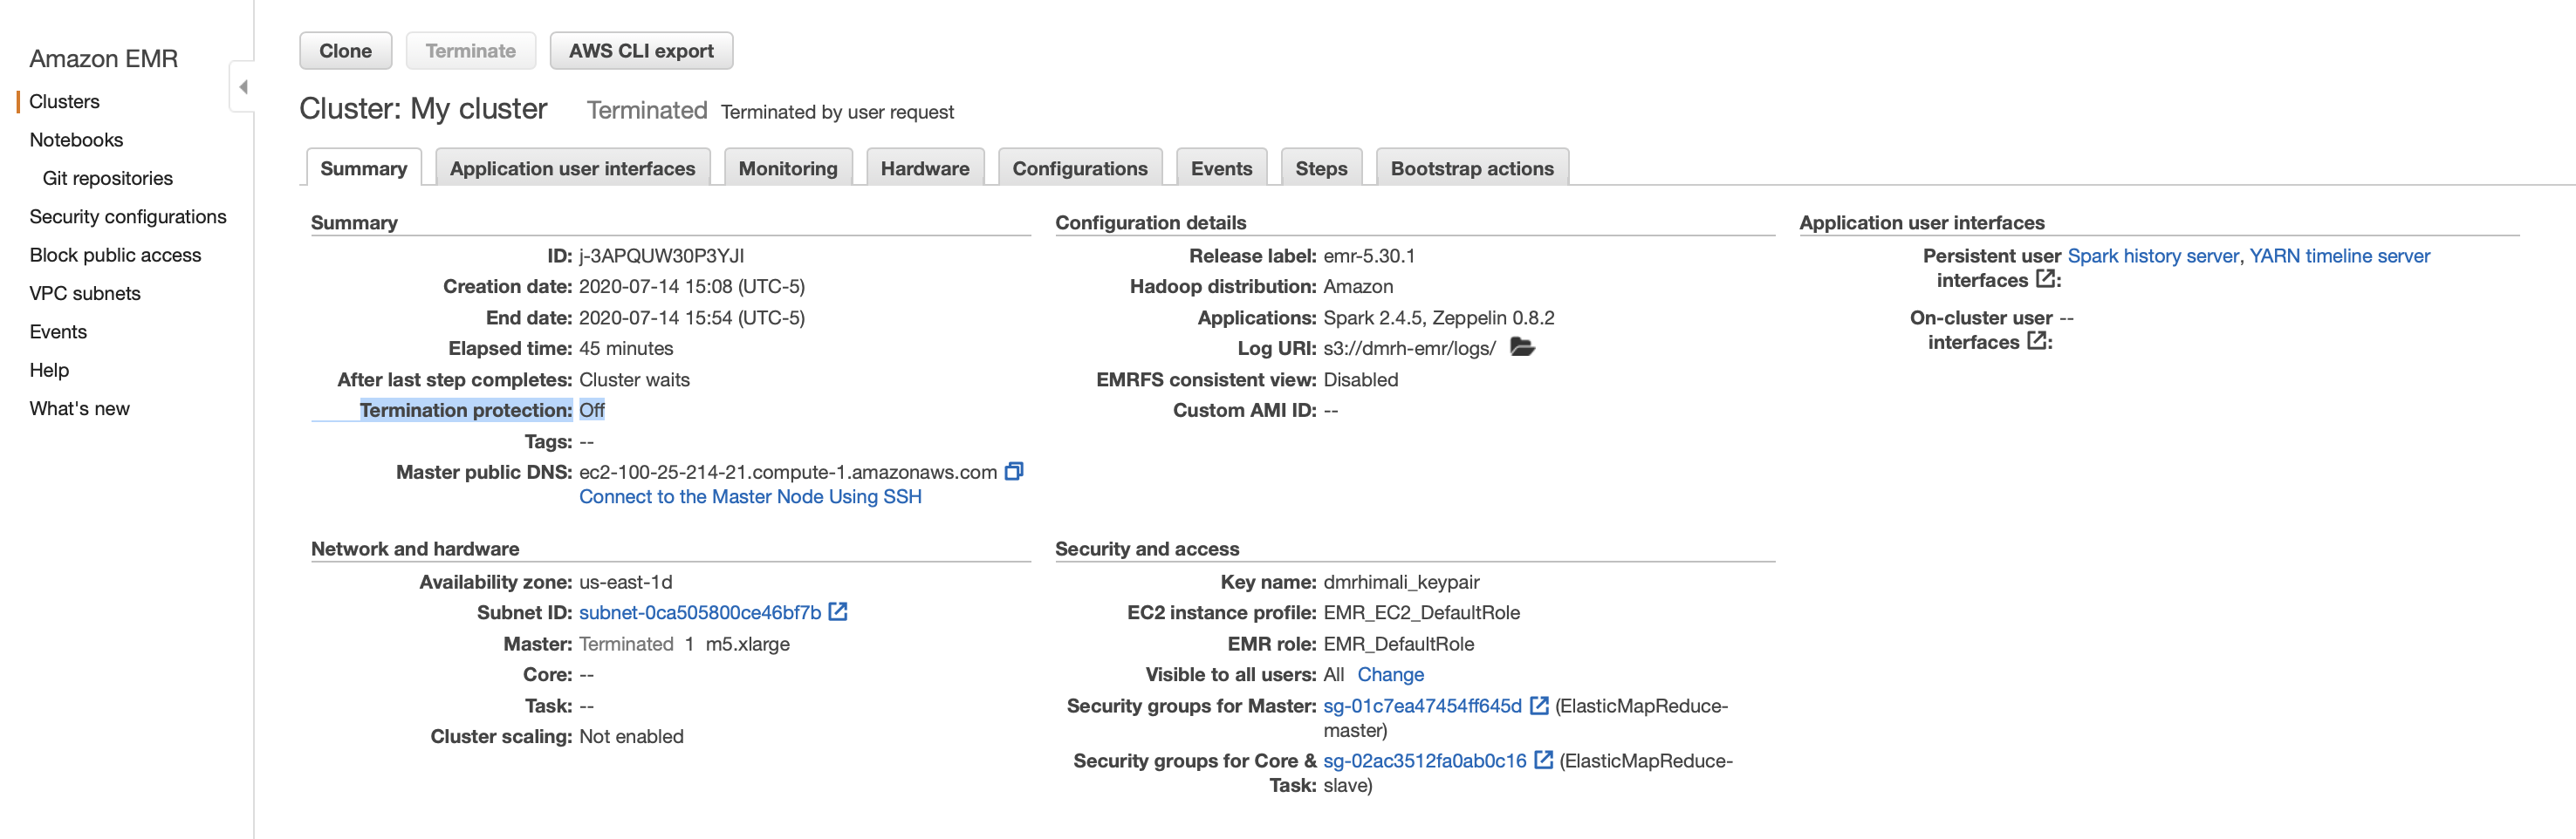 Amazon EMR
Clusters
Notebooks
Git repositories
Security configurations
Block public access
VPC subnets
Events
Help
What's new
Clone Terminate AWS CLI export
Cluster: My cluster Terminated Terminated by user request
Summary Application user interfaces Monitoring Hardware Configurations Events Steps Bootstrap actions
Summary
ID: j-3APQUW30P3YJI
Creation date: 2020-07-14 15:08 (UTC-5)
End date: 2020-07-14 15:54 (UTC-5)
Elapsed time: 45 minutes
After last step completes: Cluster waits
Termination protection: Off
Tags: --
Master public DNS: ec2-100-25-214-21.compute-1.amazonaws.com
Connect to the Master Node Using SSH
Configuration details
Release label: emr-5.30.1
Hadoop distribution: Amazon
Applications: Spark 2.4.5, Zeppelin 0.8.2
Log URI: s3://dmrh-emr/logs/
EMRFS consistent view: Disabled
Custom AMI ID: --
Application user interfaces
Persistent user Spark history server, YARN timeline server
interfaces :
On-cluster user --
interfaces :
Network and hardware
Availability zone: us-east-1d
Subnet ID: subnet-0ca505800ce46bf7b
Master: Terminated 1 m5.xlarge
Core: --
Task: --
Cluster scaling: Not enabled
Security and access
Key name: dmrhimali_keypair
EC2 instance profile: EMR_EC2_DefaultRole
EMR role: EMR_DefaultRole
Visible to all users: All Change
Security groups for Master: sg-01c7ea47454ff645d (ElasticMapReduce-
master)
Security groups for Core & sg-02ac3512fa0ab0c16 (ElasticMapReduce-
Task: slave)